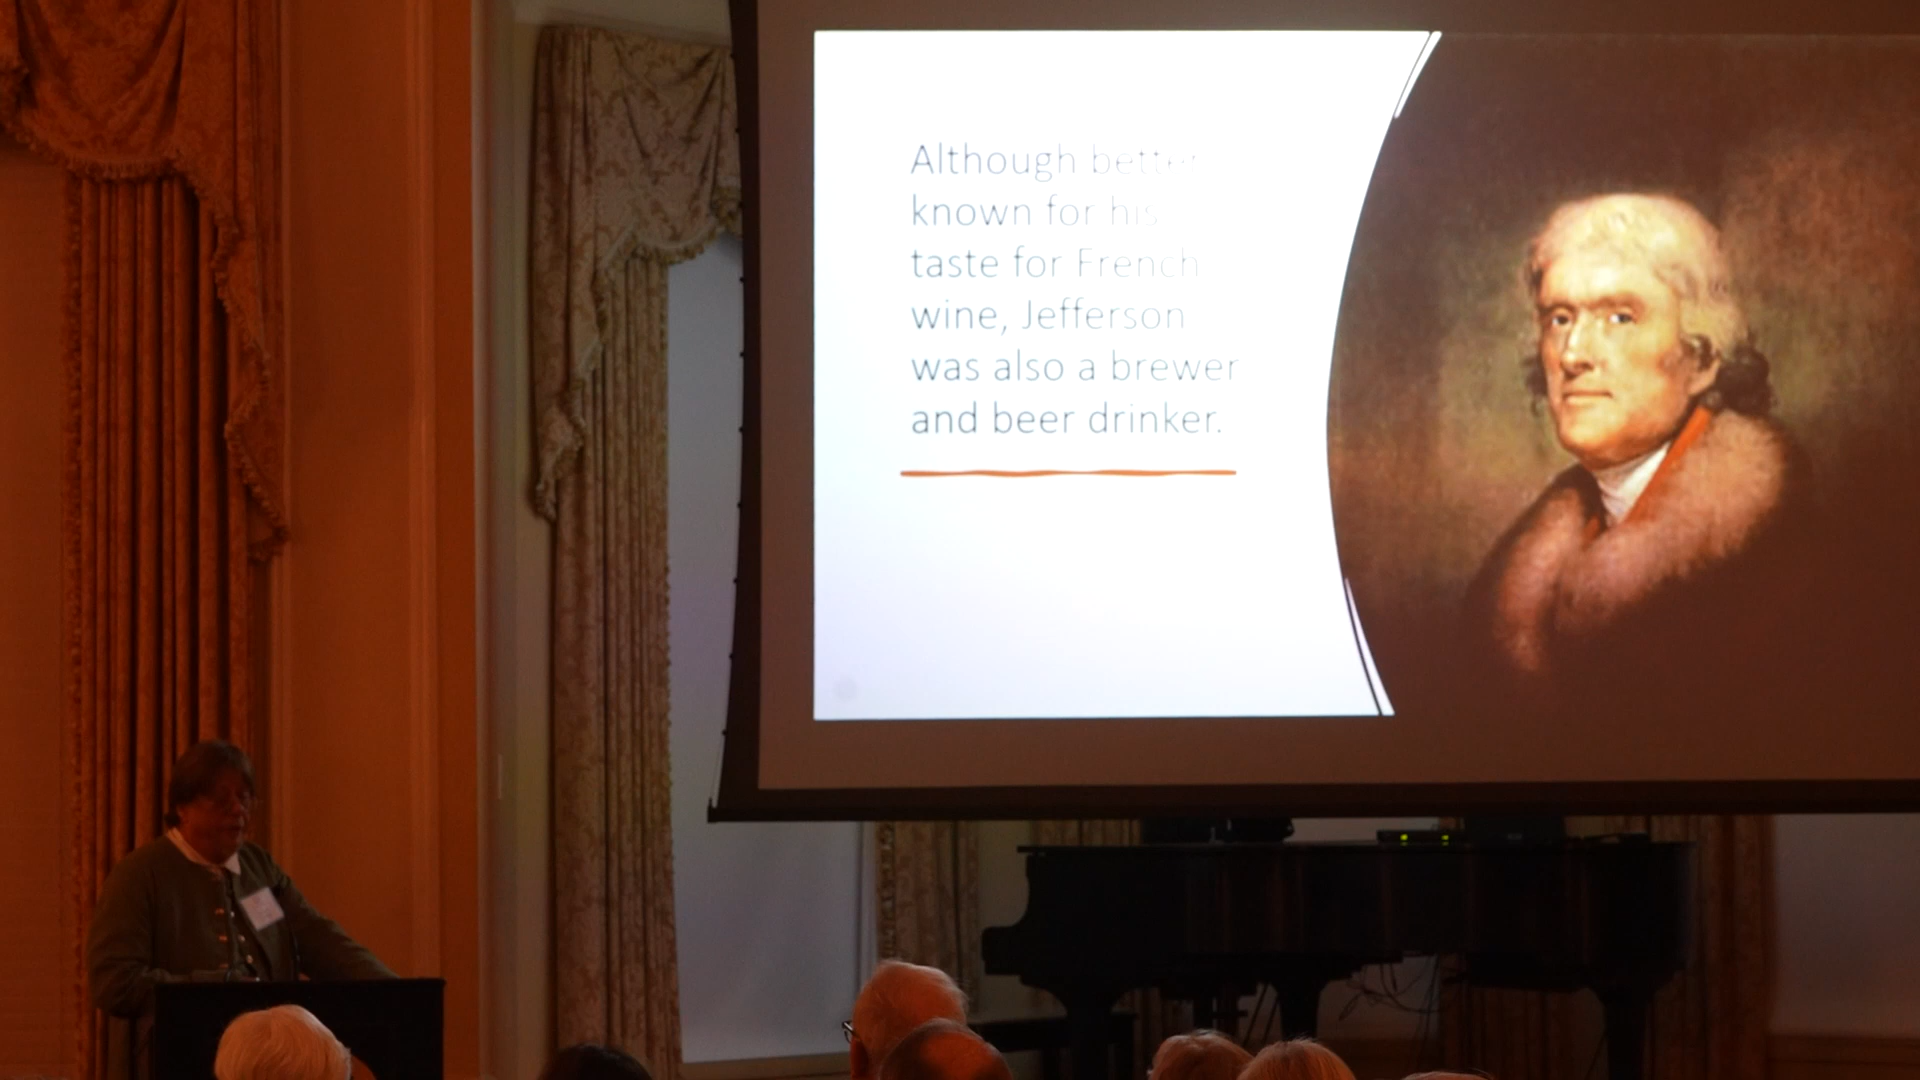 Although better
known for his
taste for French
wine, Jefferson
was also a brewer
and beer drinker.